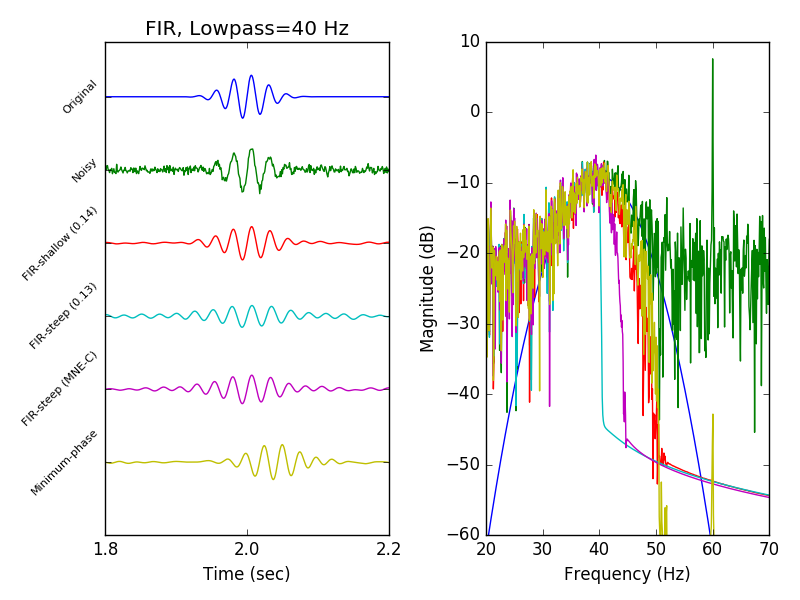 FIR, Lowpass=40 Hz
Original
Noisy
FIR-shallow (0.14)
FIR-steep (0.13)
FIR-steep (MNE-C)
Minimum-phase
1.8 2.0 2.2
Time (sec)
10
0
−10
−20
−30
−40
−50
−60
Magnitude (dB)
20 30 40 50 60 70
Frequency (Hz)